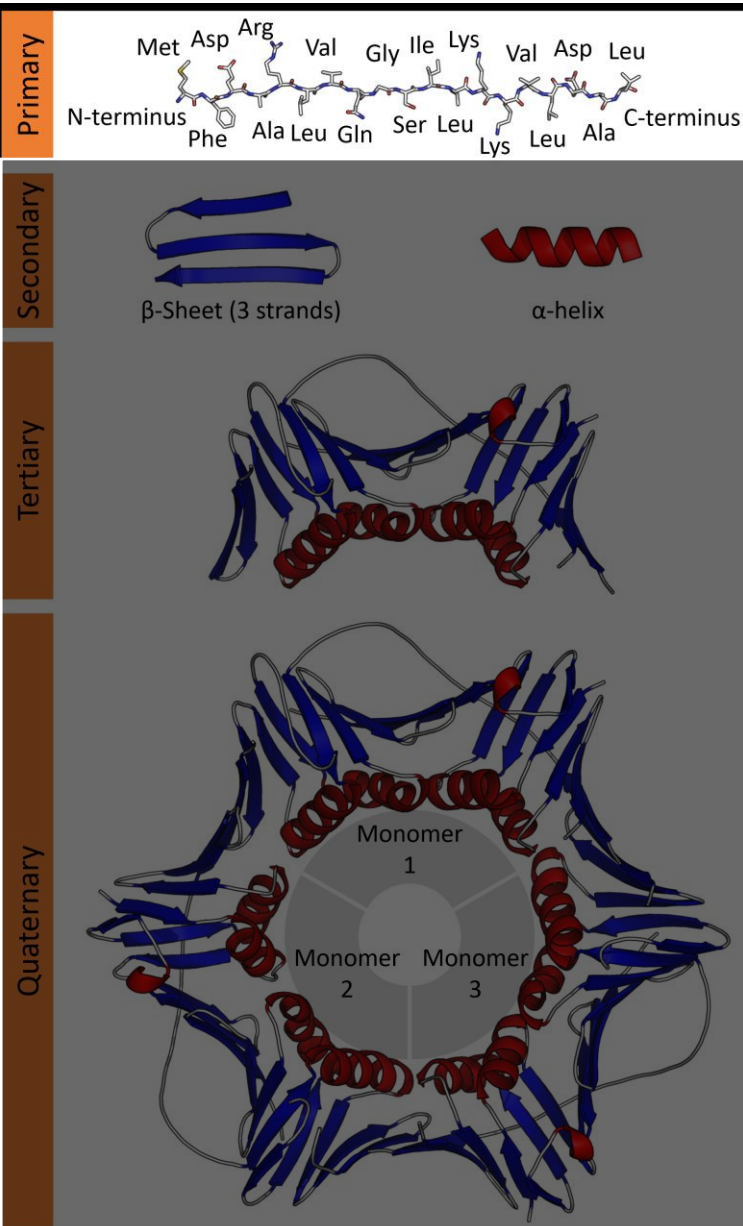 Primary
Met Asp Arg Val Gly Ile Lys Val Asp Leu
N-terminus Phe Ala Leu Gln Ser Leu Lys Leu Ala C-terminus
Secondary
β-Sheet (3 strands) α-helix
Tertiary
Quaternary
Monomer
1
Monomer
2
Monomer
3